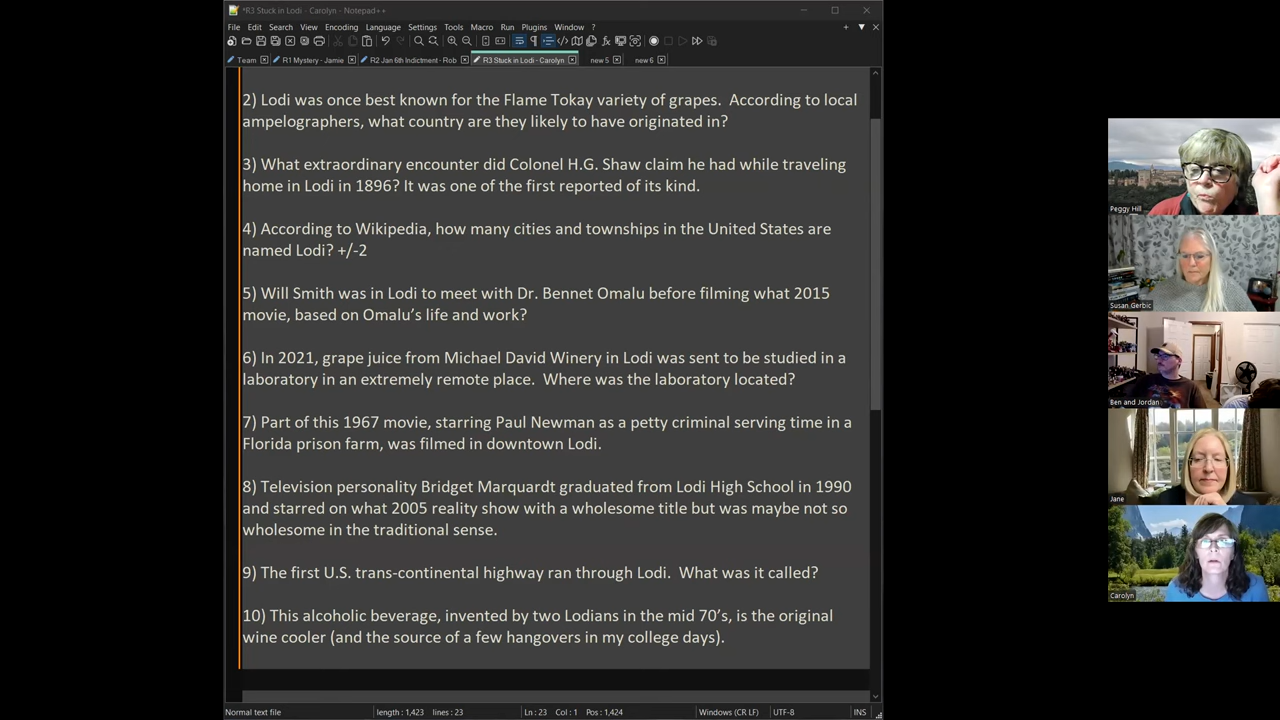 *R3 Stuck in Lodi - Carolyn - Notepad++
File Edit Search View Encoding Language Settings Tools Macro Run Plugins Window ?
Team R1 Mystery - Jamie R2 Jan 6th Indictment - Rob R3 Stuck in Lodi - Carolyn new 5 new 6
2) Lodi was once best known for the Flame Tokay variety of grapes.  According to local
ampelographers, what country are they likely to have originated in?
3) What extraordinary encounter did Colonel H.G. Shaw claim he had while traveling
home in Lodi in 1896? It was one of the first reported of its kind.
4) According to Wikipedia, how many cities and townships in the United States are
named Lodi? +/-2
5) Will Smith was in Lodi to meet with Dr. Bennet Omalu before filming what 2015
movie, based on Omalu’s life and work?
6) In 2021, grape juice from Michael David Winery in Lodi was sent to be studied in a
laboratory in an extremely remote place.  Where was the laboratory located?
7) Part of this 1967 movie, starring Paul Newman as a petty criminal serving time in a
Florida prison farm, was filmed in downtown Lodi.
8) Television personality Bridget Marquardt graduated from Lodi High School in 1990
and starred on what 2005 reality show with a wholesome title but was maybe not so
wholesome in the traditional sense.
9) The first U.S. trans-continental highway ran through Lodi.  What was it called?
10) This alcoholic beverage, invented by two Lodians in the mid 70’s, is the original
wine cooler (and the source of a few hangovers in my college days).
Normal text file length : 1,423 lines : 23 Ln : 23 Col : 1 Pos : 1,424 Windows (CR LF) UTF-8 INS
Peggy Hill
Susan Gerbic
Ben and Jordan
Jane
Carolyn